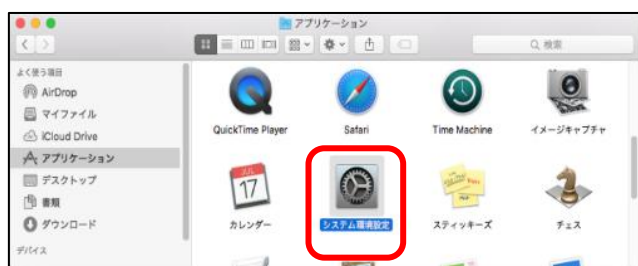 アプリケーション
検索
よく使う項目
AirDrop
マイファイル
iCloud Drive
アプリケーション
デスクトップ
書類
ダウンロード
デバイス
QuickTime Player
Safari
Time Machine
イメージキャプチャ
JUL
17
カレンダー
システム環境設定
スティッキーズ
チェス